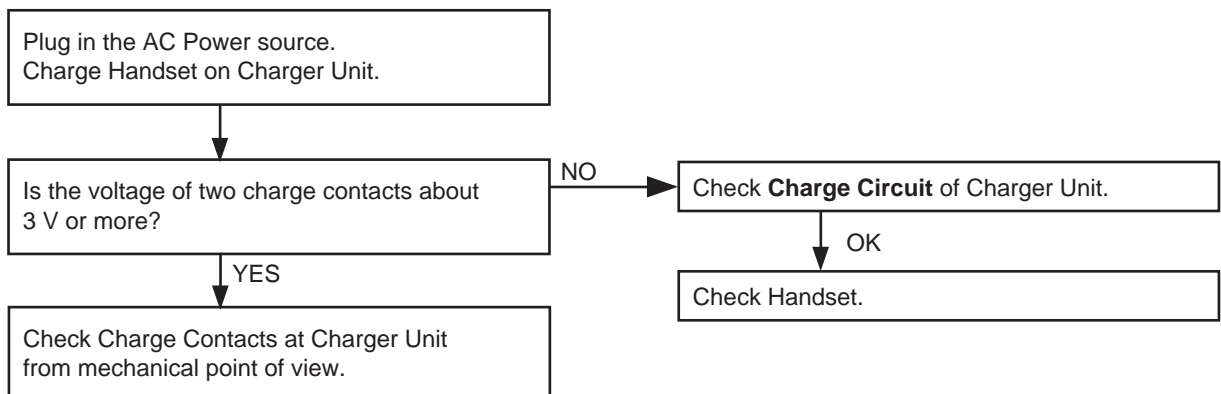 Plug in the AC Power source.
Charge Handset on Charger Unit.
Is the voltage of two charge contacts about
3 V or more?
NO
Check Charge Circuit of Charger Unit.
OK
Check Handset.
YES
Check Charge Contacts at Charger Unit
from mechanical point of view.